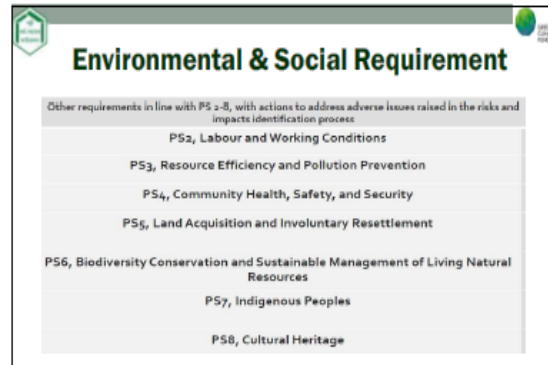 Environmental & Social Requirement
Other requirements in line with PS 2-8, with actions to address adverse issues raised in the risks and
impacts identification process
PS2, Labour and Working Conditions
PS3, Resource Efficiency and Pollution Prevention
PS4, Community Health, Safety, and Security
PS5, Land Acquisition and Involuntary Resettlement
PS6, Biodiversity Conservation and Sustainable Management of Living Natural
Resources
PS7, Indigenous Peoples
PS8, Cultural Heritage